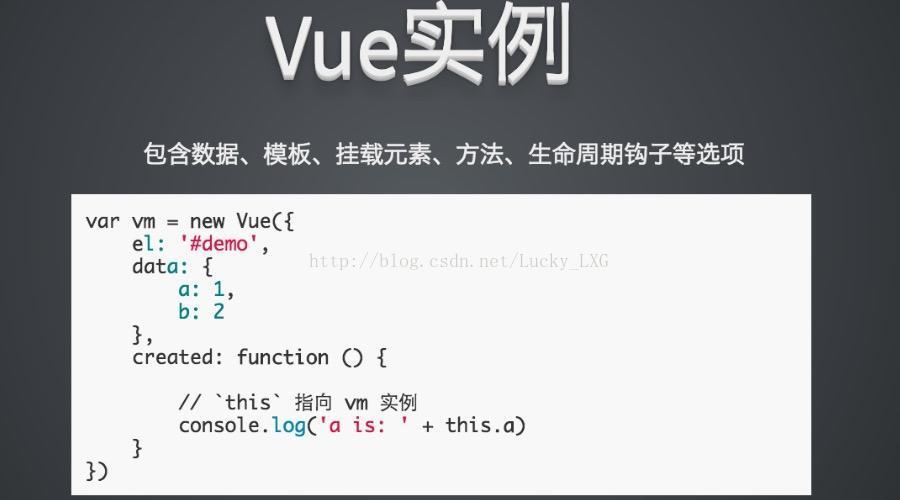 Vue实例
包含数据、模板、挂载元素、方法、生命周期钩子等选项
var vm = new Vue({
    el: '#demo',
    data: {
http://blog.csdn.net/Lucky_LXG
        a: 1,
        b: 2
    },
    created: function () {
        // `this` 指向 vm 实例
        console.log('a is: ' + this.a)
    }
})